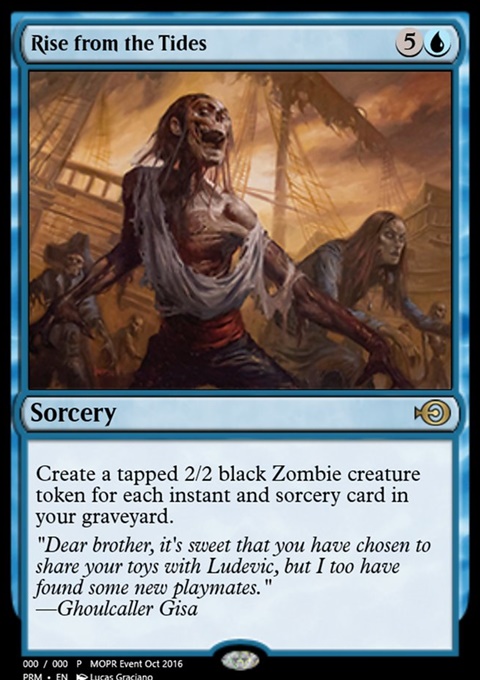 Rise from the Tides 5
Sorcery
Create a tapped 2/2 black Zombie creature
token for each instant and sorcery card in
your graveyard.
"Dear brother, it's sweet that you have chosen to
share your toys with Ludevic, but I too have
found some new playmates."
—Ghoulcaller Gisa
000 / 000 P MOPR Event Oct 2016
PRM • EN Lucas Graciano